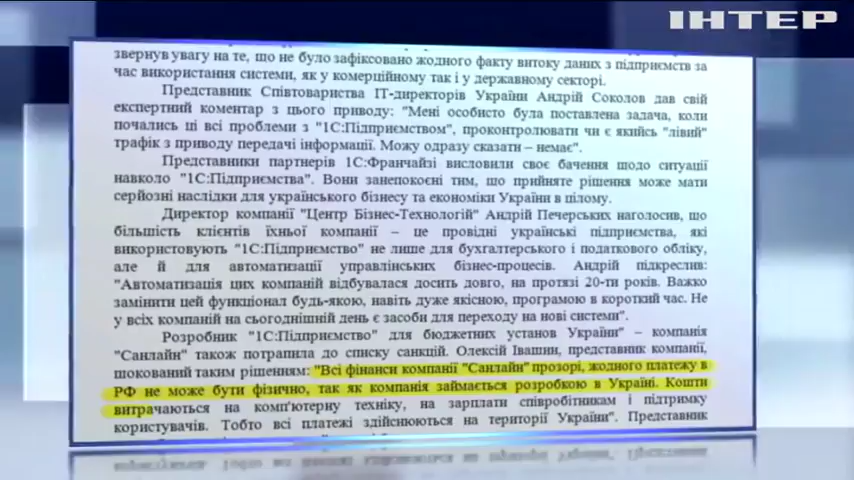 ІНТЕР
звернув увагу на те, що не було зафіксовано жодного факту витоку даних з підприємств за
час використання системи, як у комерційному так і у державному секторі.
Представник Співтовариства ІТ-директорів України Андрій Соколов дав свій
експертний коментар з цього приводу: "Мені особисто була поставлена задача, коли
почались ці всі проблеми з "1С:Підприємством", проконтролювати чи є якийсь "лівий"
трафік з приводу передачі інформації. Можу одразу сказати – немає".
Представники партнерів 1С:Франчайзі висловили своє бачення щодо ситуації
навколо "1С:Підприємства". Вони занепокоєні тим, що прийняте рішення може мати
серйозні наслідки для українського бізнесу та економіки України в цілому.
Директор компанії "Центр Бізнес-Технологій" Андрій Печерських наголосив, що
більшість клієнтів їхньої компанії – це провідні українські підприємства, які
використовують "1С:Підприємство" не лише для бухгалтерського і податкового обліку,
але й для автоматизації управлінських бізнес-процесів. Андрій підкреслив:
"Автоматизація цих компаній відбувалася досить довго, на протязі 20-ти років. Важко
замінити цей функціонал будь-якою, навіть дуже якісною, програмою в короткий час. Не
у всіх компаній на сьогоднішній день є засоби для переходу на нові системи".
Розробник "1С:Підприємство" для бюджетних установ України" – компанія
"Санлайн" також потрапила до списку санкцій. Олексій Івашин, представник компанії,
шокований таким рішенням: "Всі фінанси компанії "Санлайн" прозорі, жодного платежу в
РФ не може бути фізично, так як компанія займається розробкою в Україні. Кошти
витрачаються на комп'ютерну техніку, на зарплати співробітникам і підтримку
користувачів. Тобто всі платежі здійснюються на території України". Представник